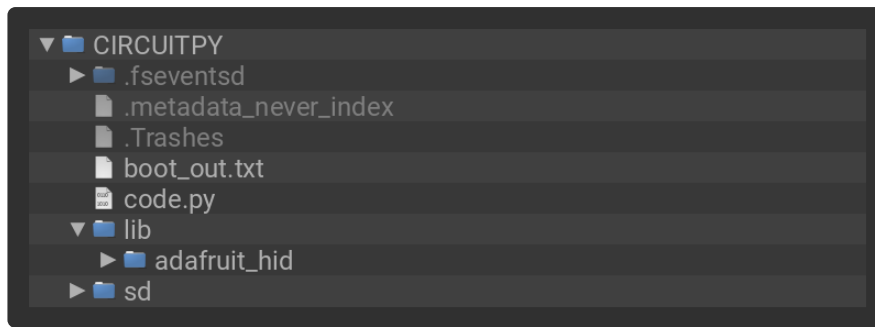 CIRCUITPY
.fseventsd
.metadata_never_index
.Trashes
boot_out.txt
code.py
lib
adafruit_hid
sd